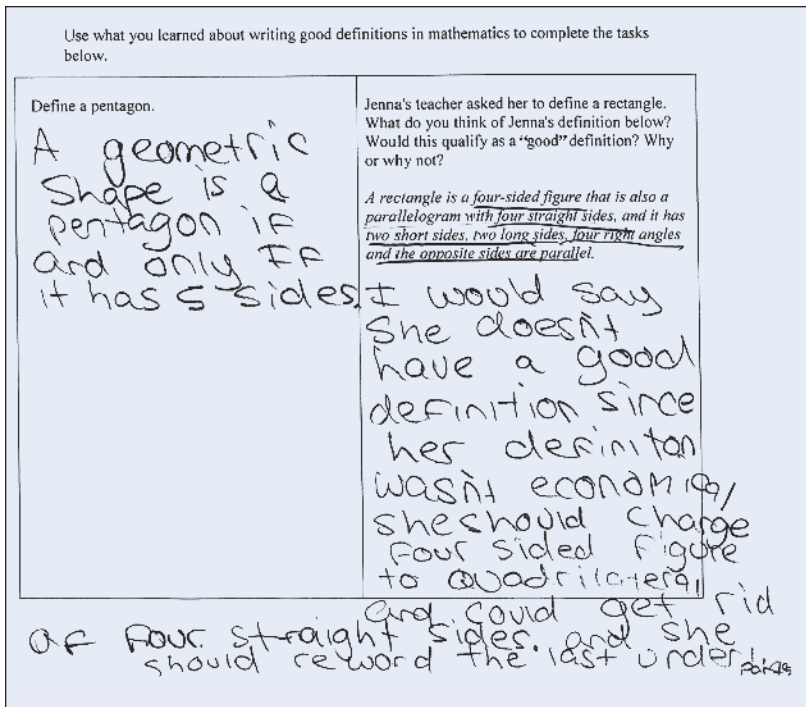 Use what you learned about writing good definitions in mathematics to complete the tasks
below.
Define a pentagon.
A geometric
Shape is a
pentagon if
and only if
it has 5 sides.
Jenna's teacher asked her to define a rectangle.
What do you think of Jenna's definition below?
Would this qualify as a “good” definition? Why
or why not?
A rectangle is a four-sided figure that is also a
parallelogram with four straight sides, and it has
two short sides, two long sides, four right angles
and the opposite sides are parallel.
I would say
She doesn't
have a good
definition since
her definiton
wasn't economical
she should change
four sided figure
to quadrilateral
and could get rid
of four straight sides. and she
should reword the last under